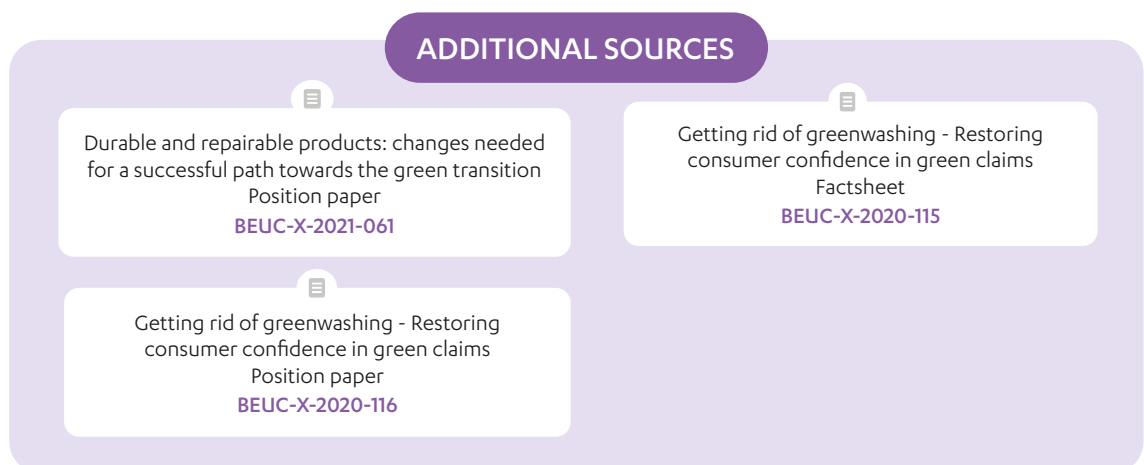 ADDITIONAL SOURCES
Durable and repairable products: changes needed
for a successful path towards the green transition
Position paper
BEUC-X-2021-061
Getting rid of greenwashing - Restoring
consumer confidence in green claims
Factsheet
BEUC-X-2020-115
Getting rid of greenwashing - Restoring
consumer confidence in green claims
Position paper
BEUC-X-2020-116